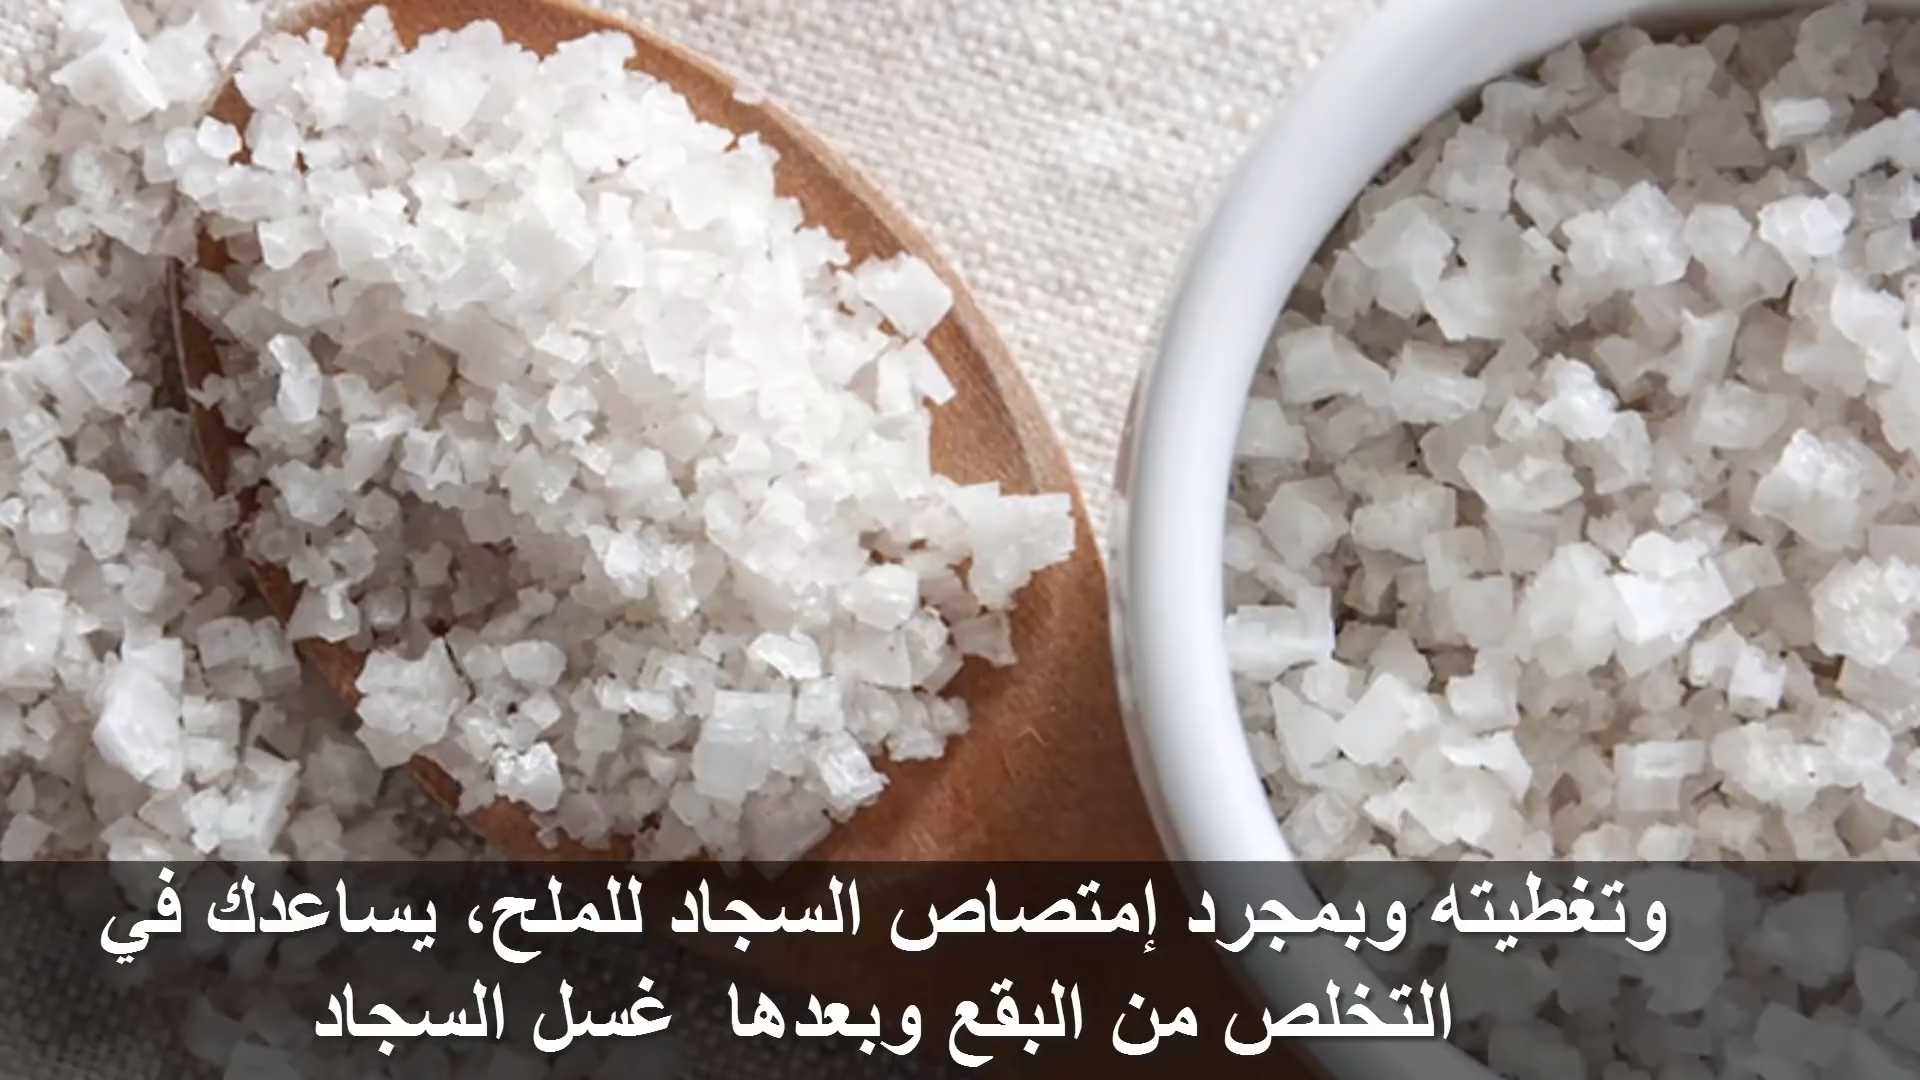 وتغطيته وبمجرد إمتصاص السجاد للملح، يساعدك في
التخلص من البقع وبعدها غسل السجاد